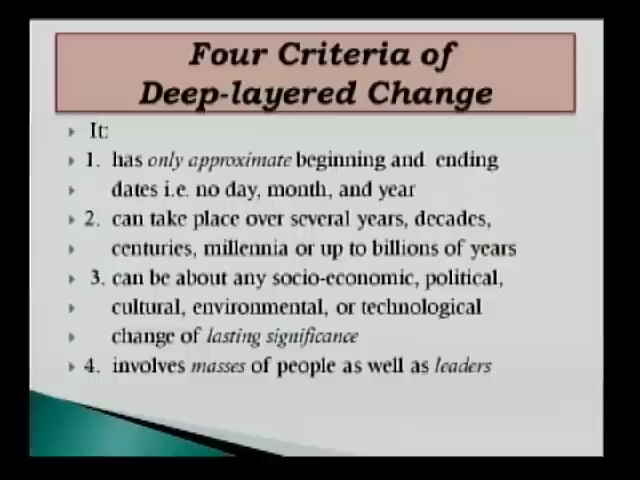 Four Criteria of
Deep-layered Change
It:
1. has only approximate beginning and ending
dates i.e. no day, month, and year
2. can take place over several years, decades,
centuries, millennia or up to billions of years
3. can be about any socio-economic, political,
cultural, environmental, or technological
change of lasting significance
4. involves masses of people as well as leaders